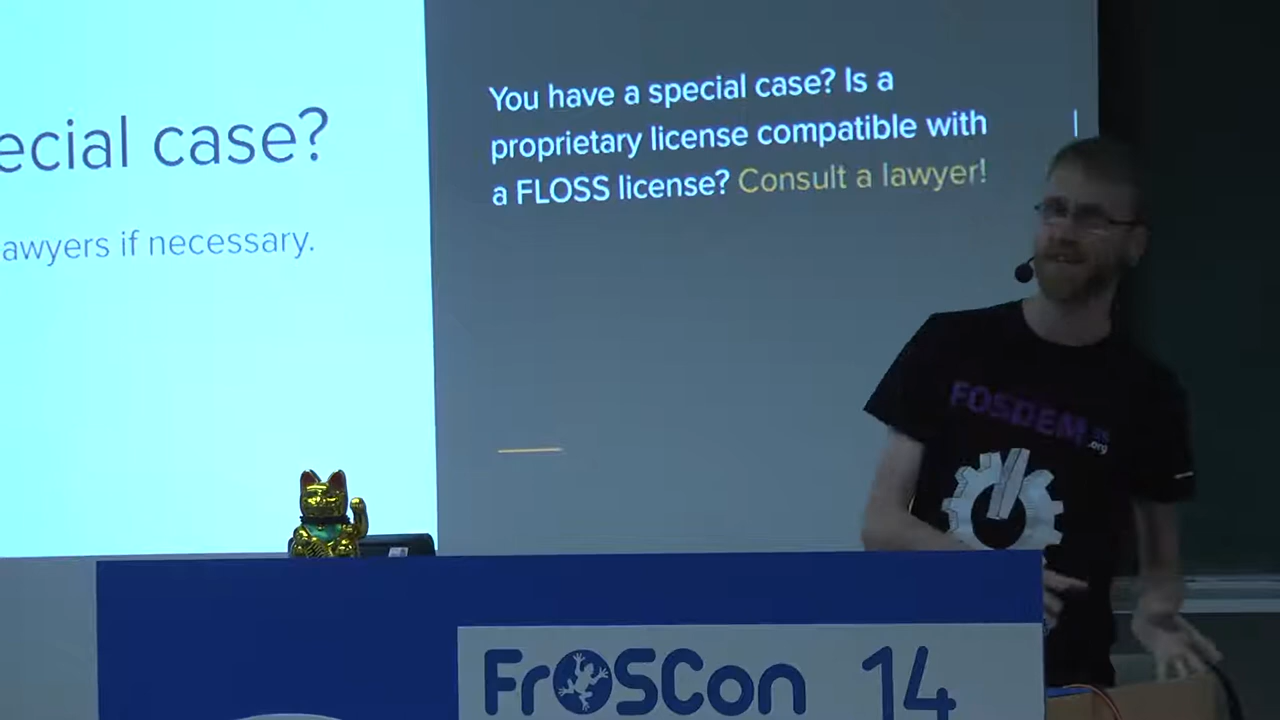 ecial case?
awyers if necessary.
You have a special case? Is a
proprietary license compatible with
a FLOSS license? Consult a lawyer!
FOSDEM
.org
FrOSCon 14